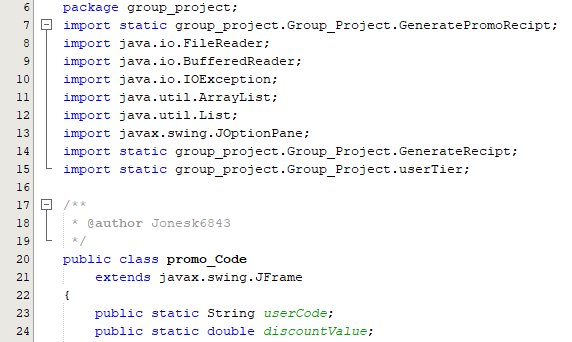 6 package group_project;
7 import static group_project.Group_Project.GeneratePromoRecipt;
8 import java.io.FileReader;
9 import java.io.BufferedReader;
10 import java.io.IOException;
11 import java.util.ArrayList;
12 import java.util.List;
13 import javax.swing.JOptionPane;
14 import static group_project.Group_Project.GenerateRecipt;
15 import static group_project.Group_Project.userTier;
16
17 /**
18 * @author Jonesk6843
19 */
20 public class promo_Code
21 extends javax.swing.JFrame
22 {
23 public static String userCode;
24 public static double discountValue;